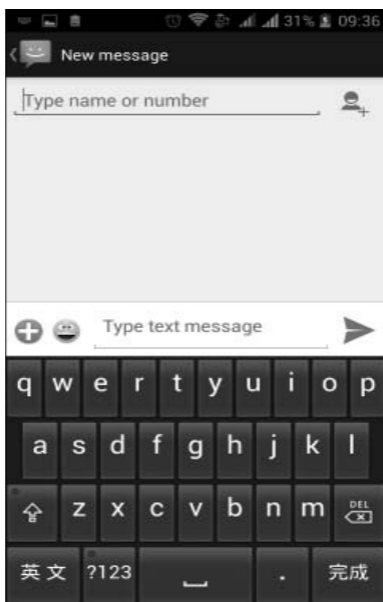 31% 09:36
New message
Type name or number
Type text message
q w e r t y u i o p
a s d f g h j k l
z x c v b n m DEL
英文 ?123 . 完成